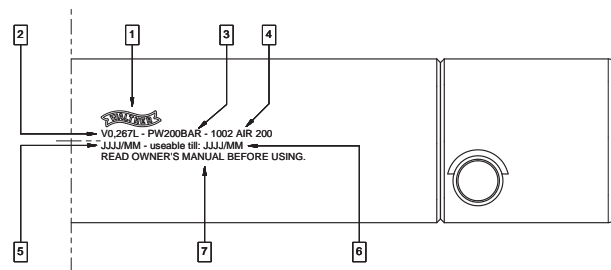 2 1 3 4
WALTHER
V0,267L - PW200BAR - 1002 AIR 200
JJJJ/MM - useable till: JJJJ/MM
READ OWNER'S MANUAL BEFORE USING.
5 7 6